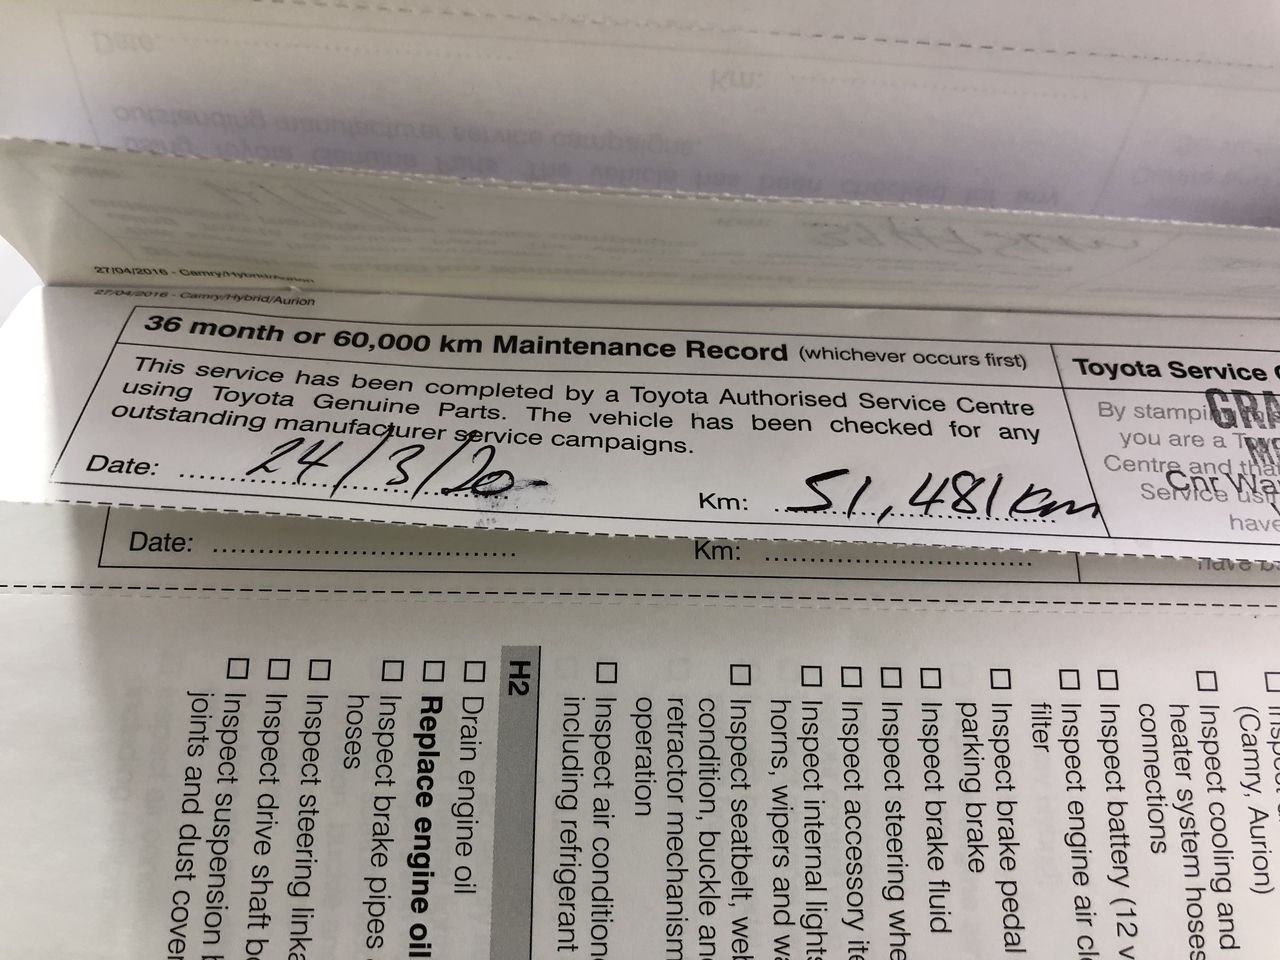 27/04/2016 - Camry/Hybrid/Aurion
27/04/2016 - Camry/Hybrid/Aurion
36 month or 60,000 km Maintenance Record (whichever occurs first)
This service has been completed by a Toyota Authorised Service Centre
using Toyota Genuine Parts. The vehicle has been checked for any
outstanding manufacturer service campaigns.
Date: 24/3/20
Km: 51,481km
Toyota Service
By stamping
you are a
Centre and that
Service
have
GRA
Cnr Wa
Date:
Km:
(Camry, Aurion)
Inspect cooling and
heater system hoses
connections
Inspect battery (12 v
Inspect engine air cl
filter
Inspect brake pedal
parking brake
Inspect brake fluid
Inspect steering whe
Inspect accessory ite
Inspect internal lights
horns, wipers and wa
Inspect seatbelt, web
condition, buckle an
retractor mechanism
operation
Inspect air condition
including refrigerant
H2
Drain engine oil
Replace engine oil
Inspect brake pipes
hoses
Inspect steering linka
Inspect drive shaft bo
Inspect suspension b
joints and dust cover